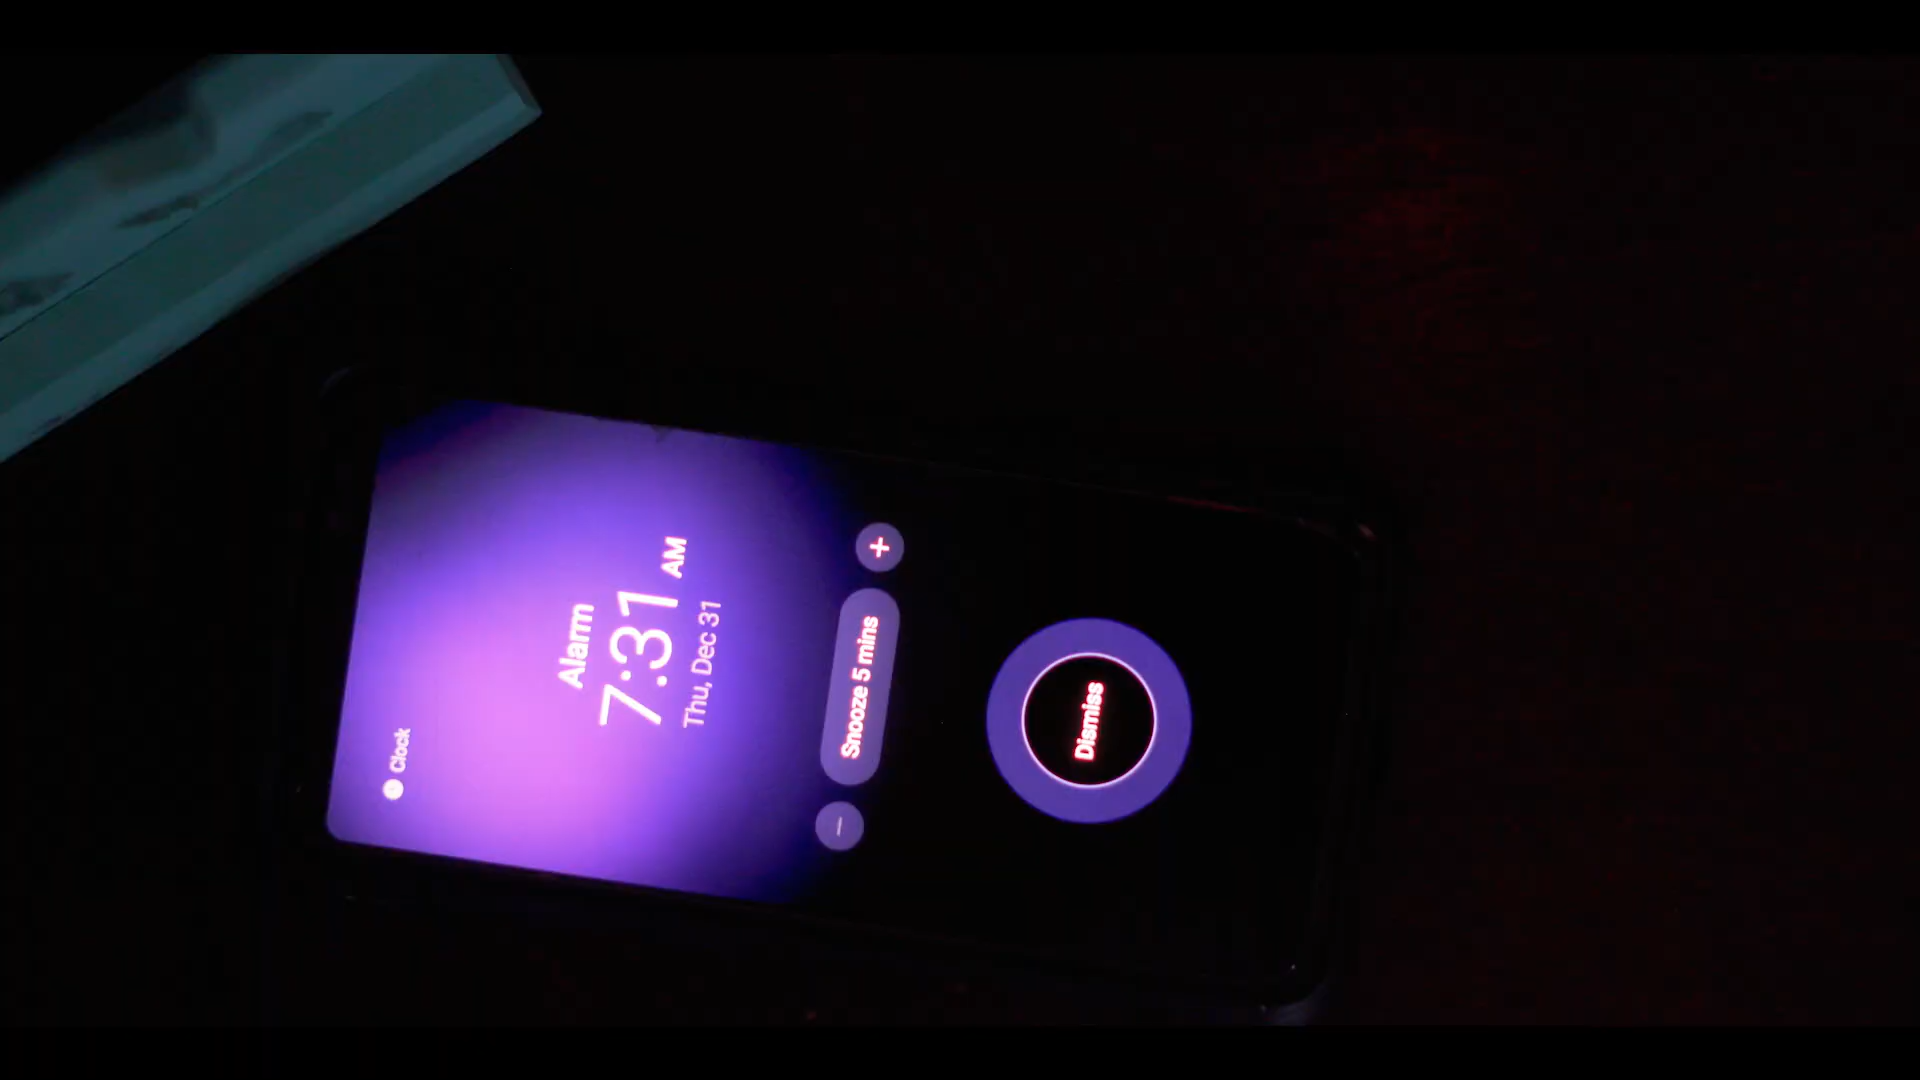 Clock
Alarm
7:31 AM
Thu, Dec 31
− Snooze 5 mins +
Dismiss